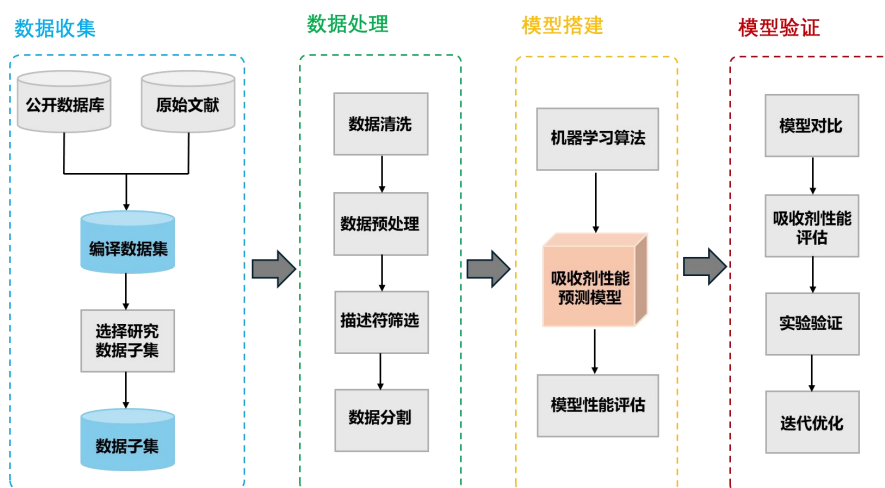 数据收集
公开数据库
原始文献
编译数据集
选择研究
数据子集
数据子集
数据处理
数据清洗
数据预处理
描述符筛选
数据分割
模型搭建
机器学习算法
吸收剂性能
预测模型
模型性能评估
模型验证
模型对比
吸收剂性能
评估
实验验证
迭代优化